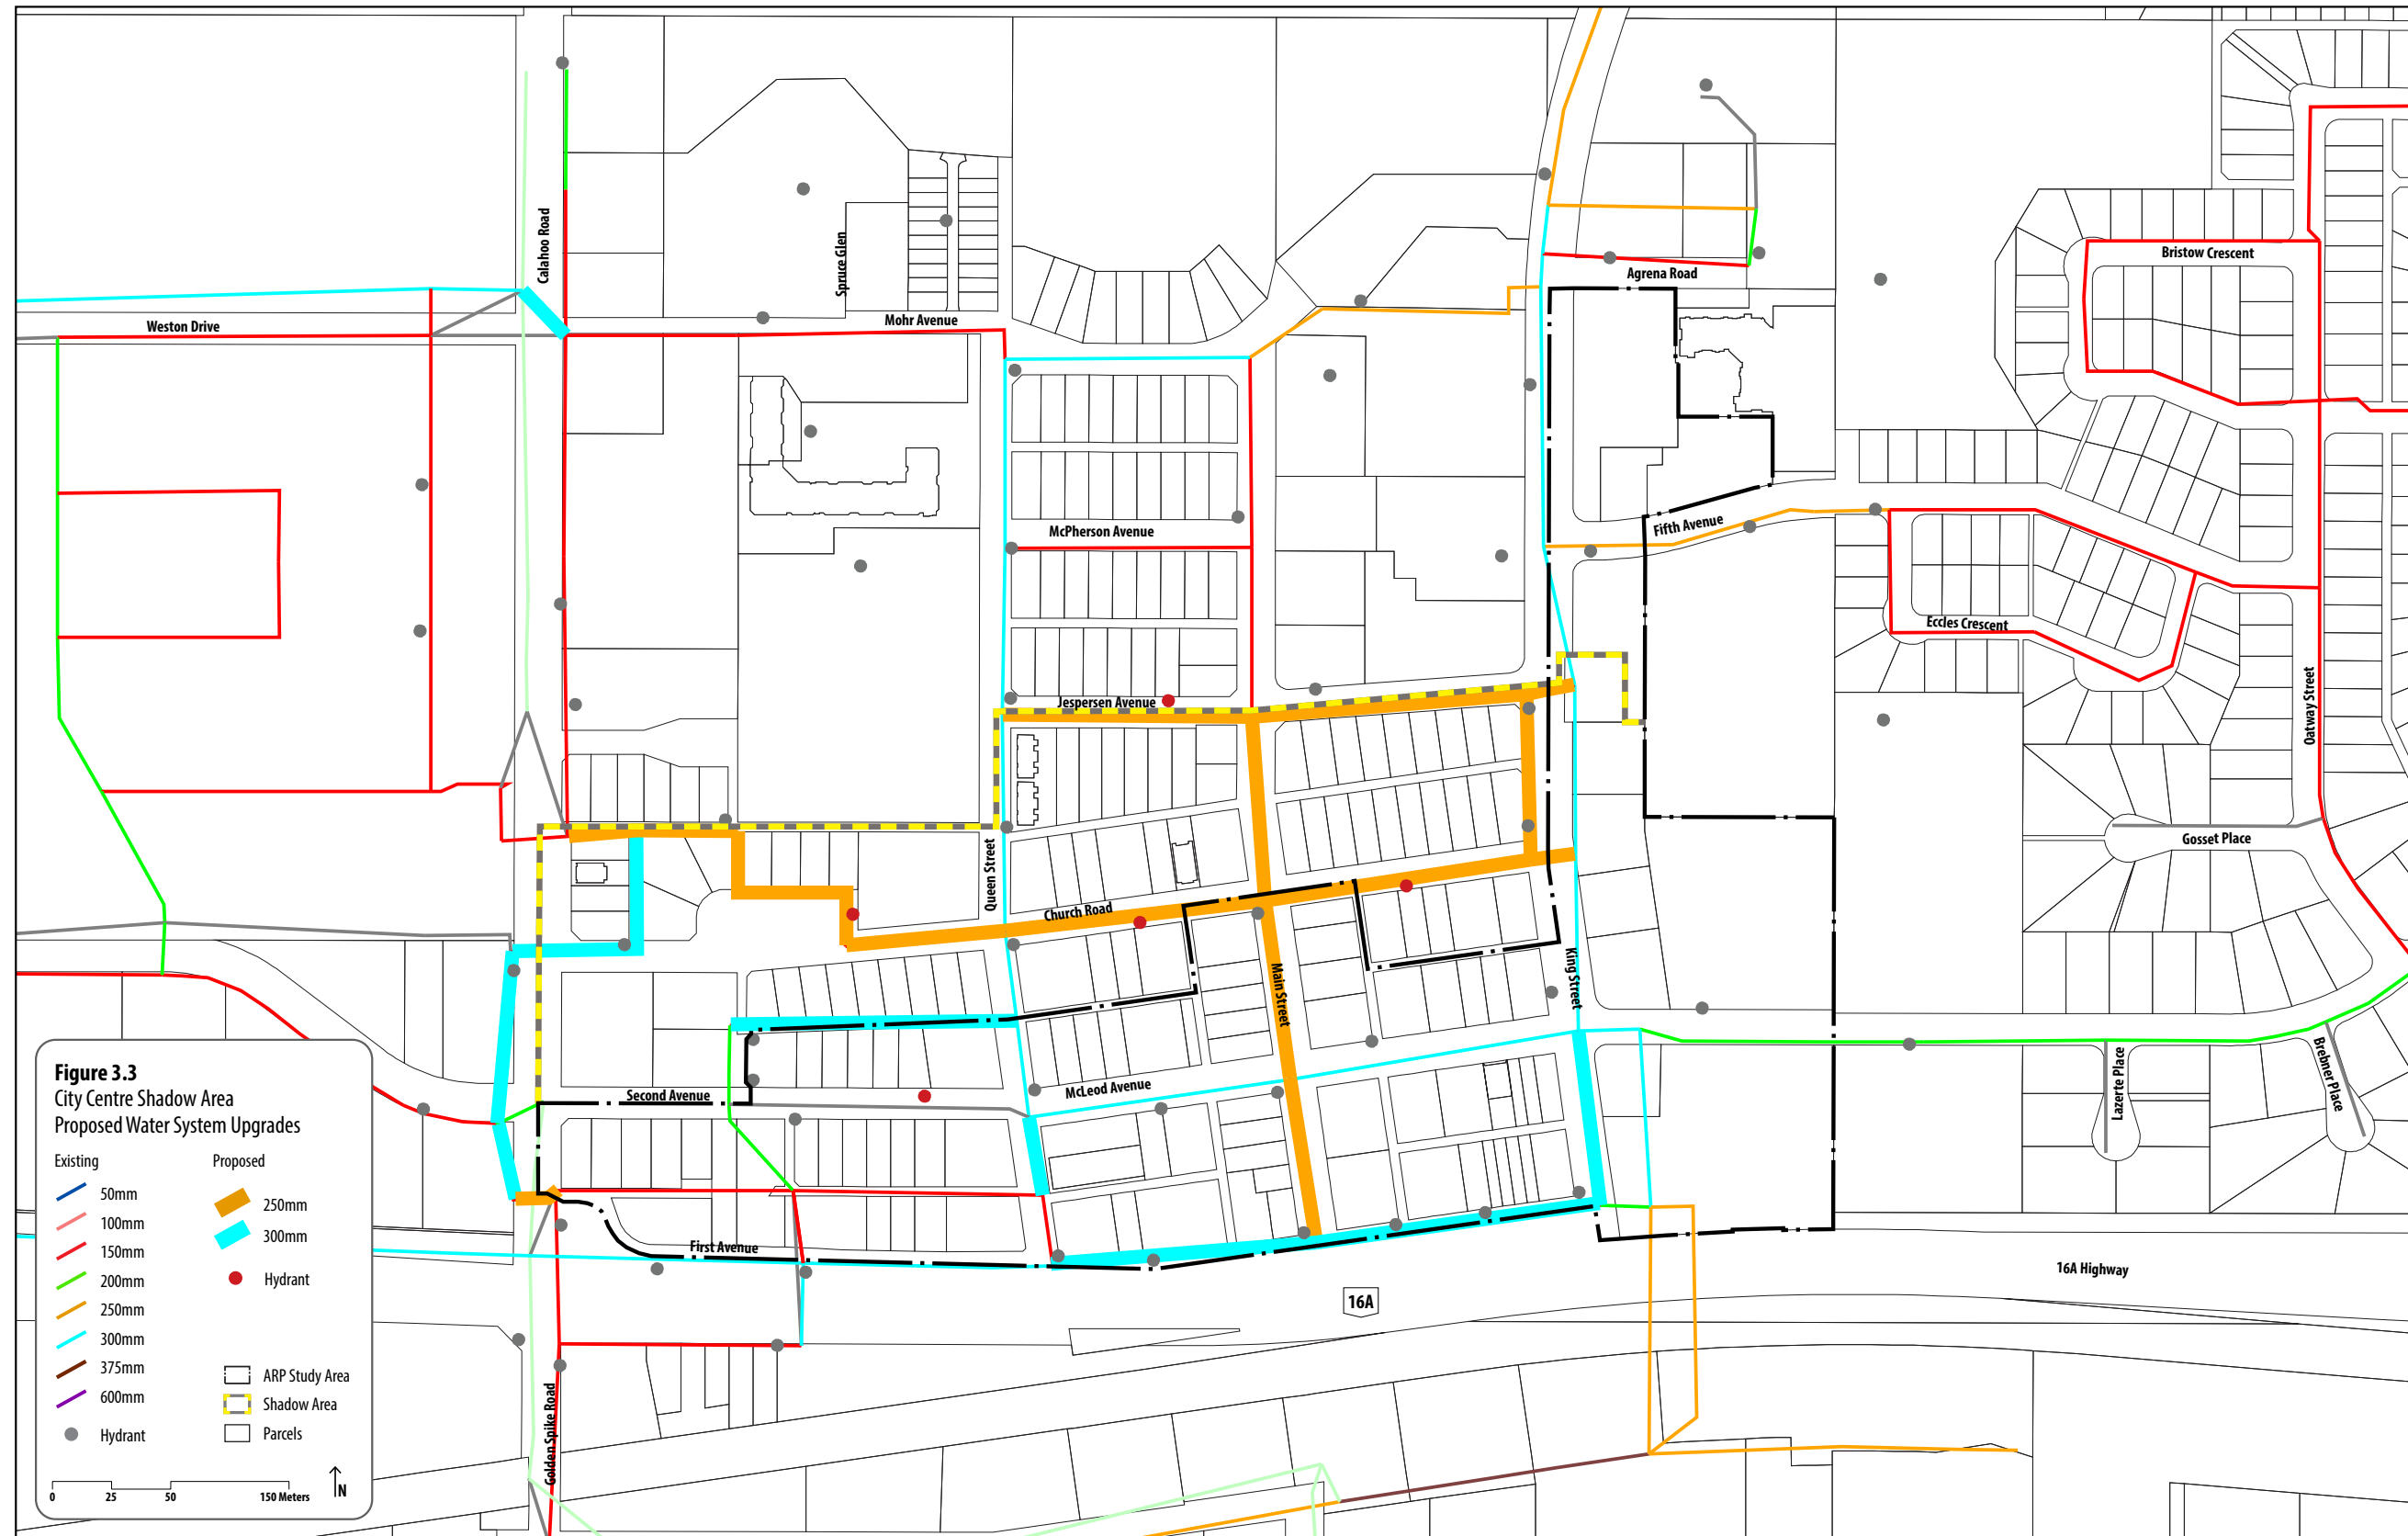 Calahoo Road
Spruce Glen
Weston Drive
Mohr Avenue
Agrena Road
Bristow Crescent
McPherson Avenue
Fifth Avenue
Eccles Crescent
Oatway Street
Jespersen Avenue
Gosset Place
Queen Street
Church Road
Main Street
King Street
McLeod Avenue
Second Avenue
Lazerte Place
Brebner Place
First Avenue
16A Highway
16A
Golden Spike Road
Figure 3.3
City Centre Shadow Area
Proposed Water System Upgrades
Existing
50mm
100mm
150mm
200mm
250mm
300mm
375mm
600mm
Hydrant
Proposed
250mm
300mm
Hydrant
ARP Study Area
Shadow Area
Parcels
0 25 50 150 Meters
N